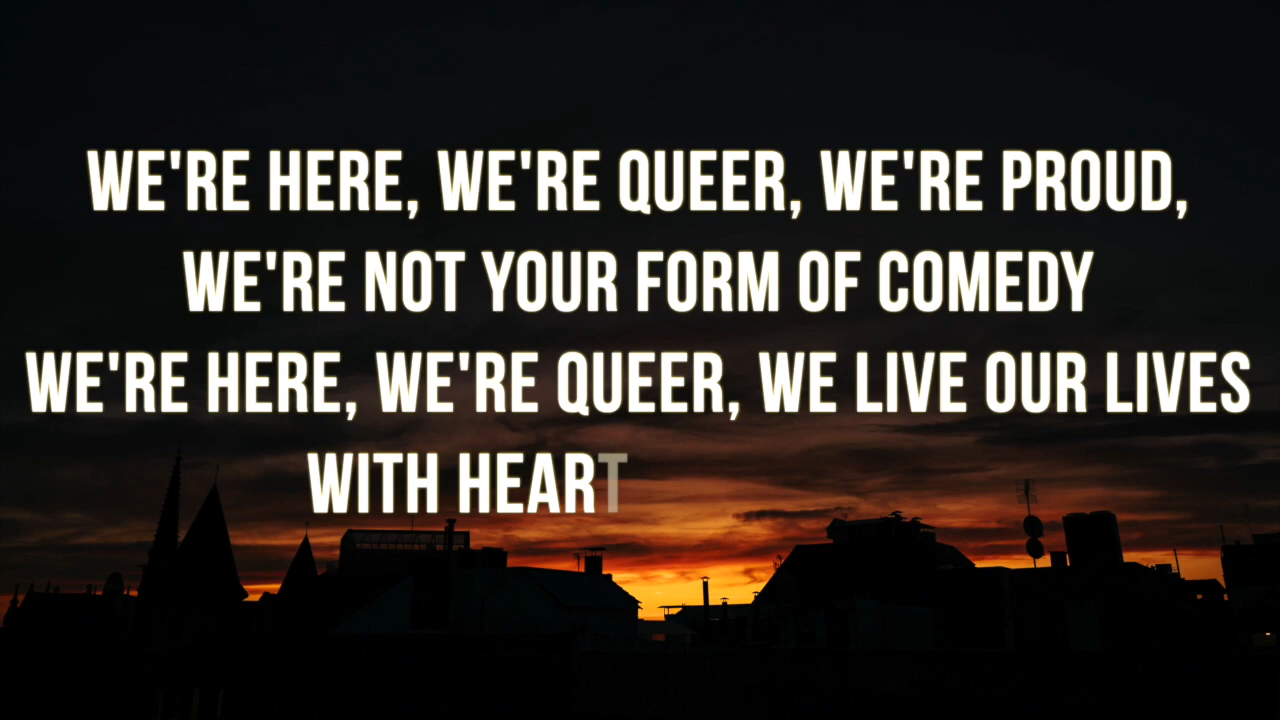 WE'RE HERE, WE'RE QUEER, WE'RE PROUD,
WE'RE NOT YOUR FORM OF COMEDY
WE'RE HERE, WE'RE QUEER, WE LIVE OUR LIVES
WITH HEART